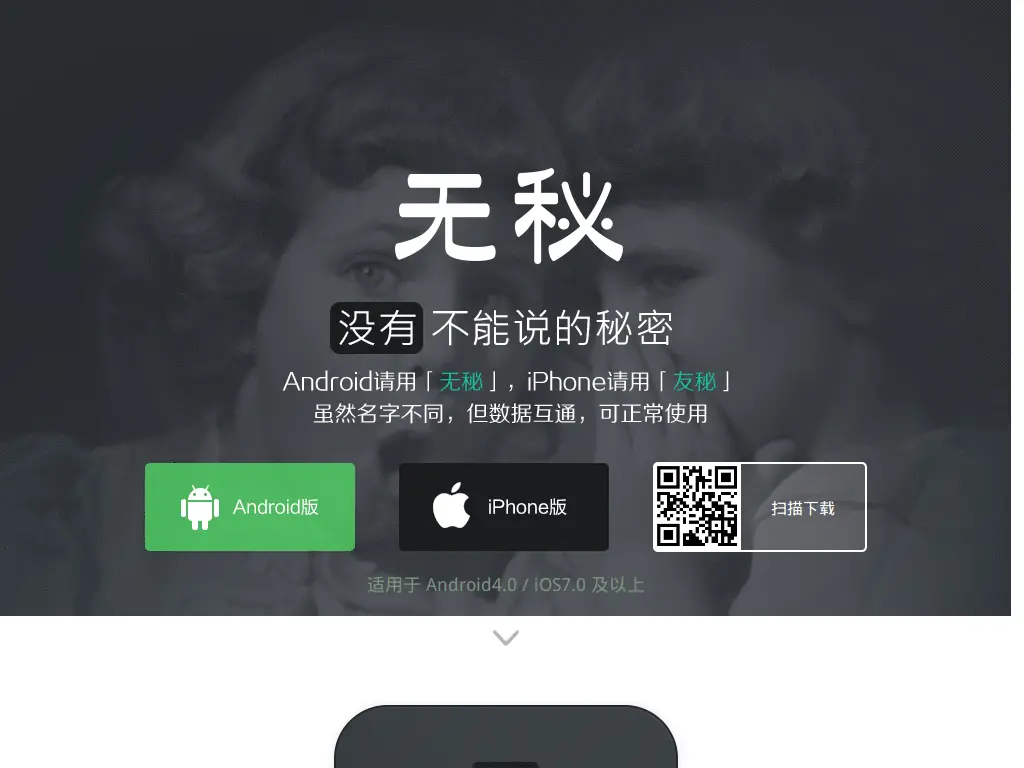 无秘
没有 不能说的秘密
Android请用「无秘」，iPhone请用「友秘」
虽然名字不同，但数据互通，可正常使用
Android版
iPhone版
扫描下载
适用于 Android4.0 / iOS7.0 及以上